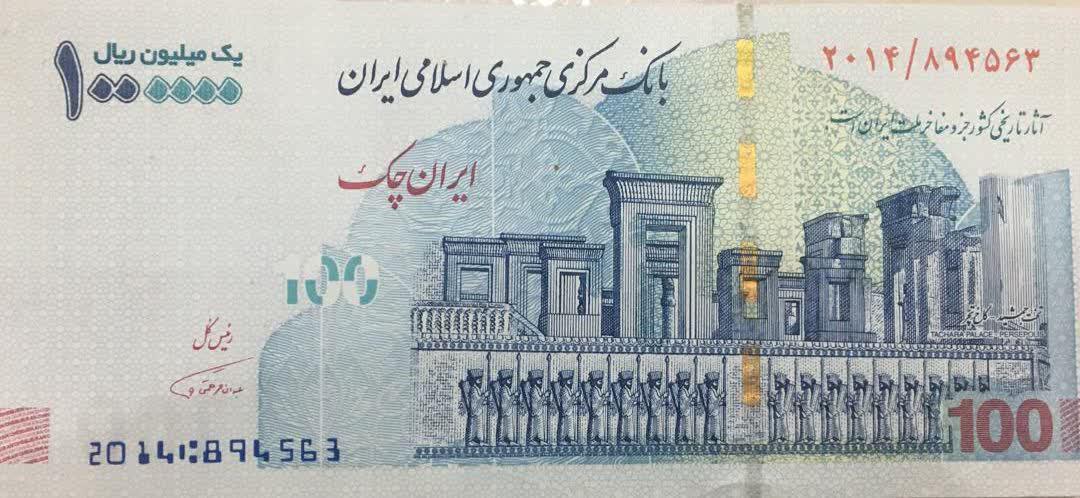 یک میلیون ریال
۱۰۰۰۰۰۰
بانک مرکزی جمهوری اسلامی ایران
۲۰۱۴/۸۹۴۵۶۳
آثار تاریخی کشور جزو مفاخر ملت ایران است.
ایران چک
100
رئیس کل
تخت جمشید - کاخ تچر
TACHARA PALACE - PERSEPOLIS
100
2014:894563